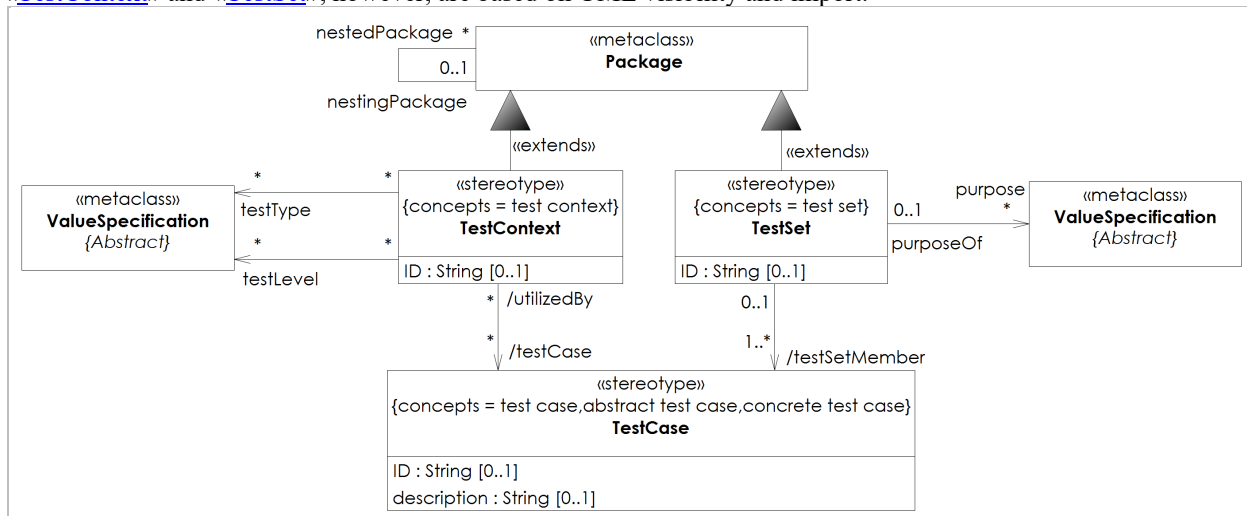 nestedPackage *
0..1
nestingPackage
«metaclass»
Package
«extends»
«extends»
«metaclass»
ValueSpecification
{Abstract}
*
*
testType
*
*
testLevel
«stereotype»
{concepts = test context}
TestContext
ID : String [0..1]
«stereotype»
{concepts = test set}
TestSet
ID : String [0..1]
purpose
0..1
*
purposeOf
«metaclass»
ValueSpecification
{Abstract}
* /utilizedBy
*
/testCase
0..1
1..*
/testSetMember
«stereotype»
{concepts = test case,abstract test case,concrete test case}
TestCase
ID : String [0..1]
description : String [0..1]